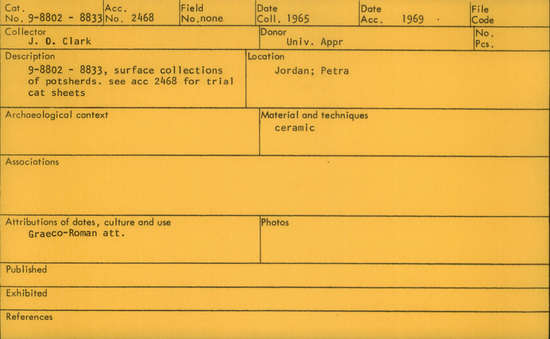 Cat. Acc. Field Date Date File
No. 9-8802 - 8833 No. 2468 No. none Coll. 1965 Acc. 1969 Code
Collector Donor No.
J. D. Clark Univ. Appr Pcs.
Description Location
9-8802 - 8833, surface collections Jordan; Petra
of potsherds. see acc 2468 for trial
cat sheets
Archaeological context Material and techniques
ceramic
Associations
Attributions of dates, culture and use Photos
Graeco-Roman att.
Published
Exhibited
References